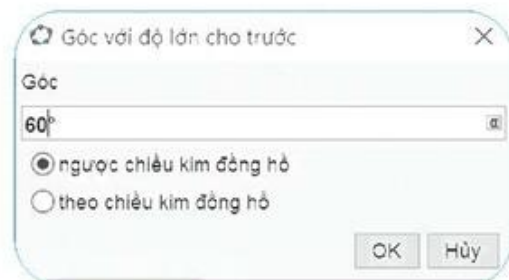 Góc với độ lớn cho trước
Góc
60°
α
ngược chiều kim đồng hồ
theo chiều kim đồng hồ
OK Hủy